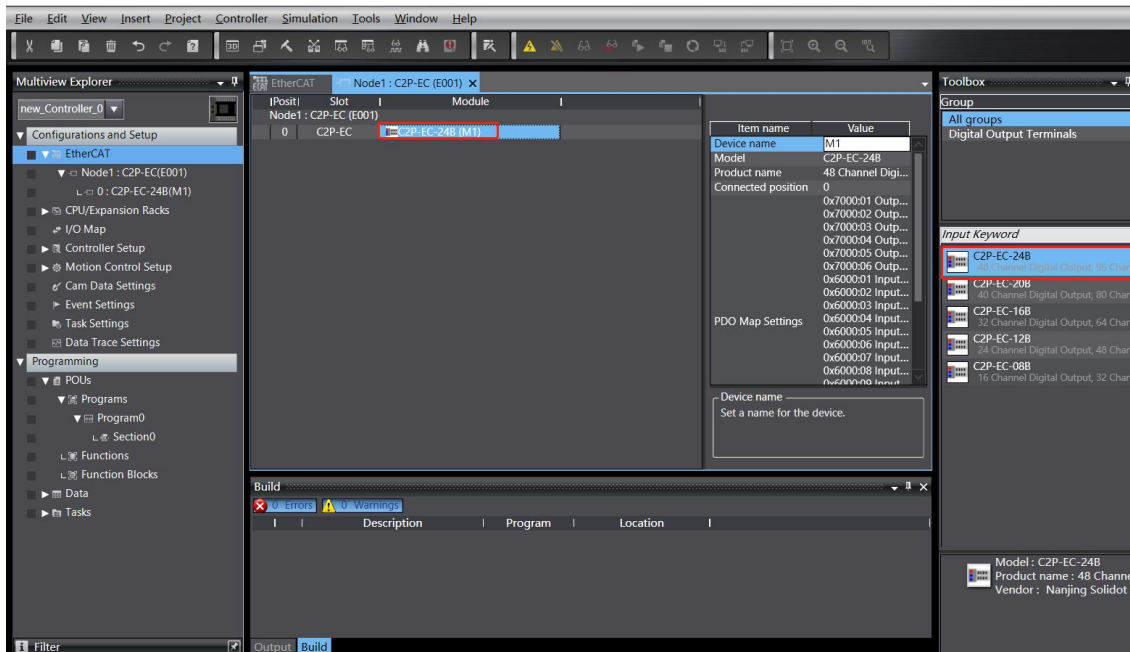 File Edit View Insert Project Controller Simulation Tools Window Help
Multiview Explorer
new_Controller_0
Configurations and Setup
EtherCAT
Node1 : C2P-EC(E001)
0 : C2P-EC-24B(M1)
CPU/Expansion Racks
I/O Map
Controller Setup
Motion Control Setup
Cam Data Settings
Event Settings
Task Settings
Data Trace Settings
Programming
POUs
Programs
Program0
Section0
Functions
Function Blocks
Data
Tasks
Filter
EtherCAT Node1 : C2P-EC (E001)
Posit Slot Module
Node1 : C2P-EC (E001)
0 C2P-EC C2P-EC-24B (M1)
Item name Value
Device name M1
Model C2P-EC-24B
Product name 48 Channel Digi...
Connected position 0
PDO Map Settings
0x7000:01 Outp...
0x7000:02 Outp...
0x7000:03 Outp...
0x7000:04 Outp...
0x7000:05 Outp...
0x7000:06 Outp...
0x6000:01 Input...
0x6000:02 Input...
0x6000:03 Input...
0x6000:04 Input...
0x6000:05 Input...
0x6000:06 Input...
0x6000:07 Input...
0x6000:08 Input...
0x6000:09 Input
Device name
Set a name for the device.
Build
0 Errors 0 Warnings
Description Program Location
Output Build
Toolbox
Group
All groups
Digital Output Terminals
Input Keyword
C2P-EC-24B
48 Channel Digital Output, 96 Char
C2P-EC-20B
40 Channel Digital Output, 80 Char
C2P-EC-16B
32 Channel Digital Output, 64 Char
C2P-EC-12B
24 Channel Digital Output, 48 Char
C2P-EC-08B
16 Channel Digital Output, 32 Char
Model : C2P-EC-24B
Product name : 48 Channe
Vendor : Nanjing Solidot